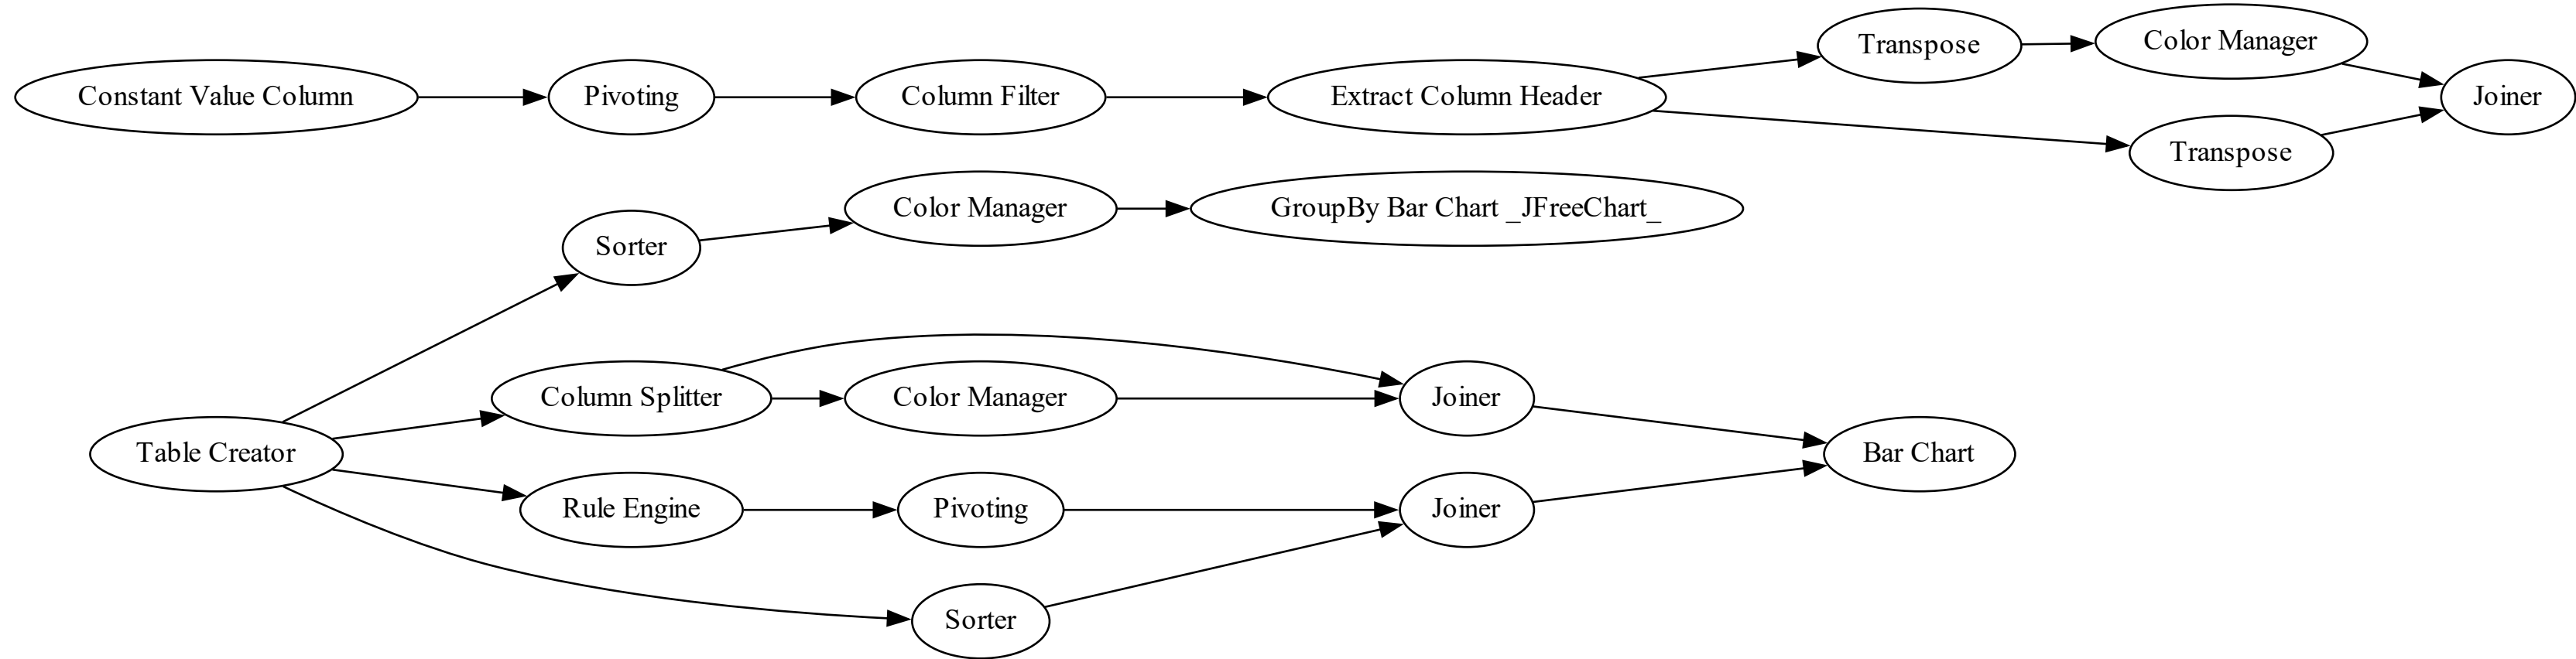 Constant Value Column
Pivoting
Column Filter
Extract Column Header
Transpose
Color Manager
Transpose
Joiner
Sorter
Color Manager
GroupBy Bar Chart _JFreeChart_
Table Creator
Column Splitter
Color Manager
Joiner
Rule Engine
Pivoting
Joiner
Bar Chart
Sorter